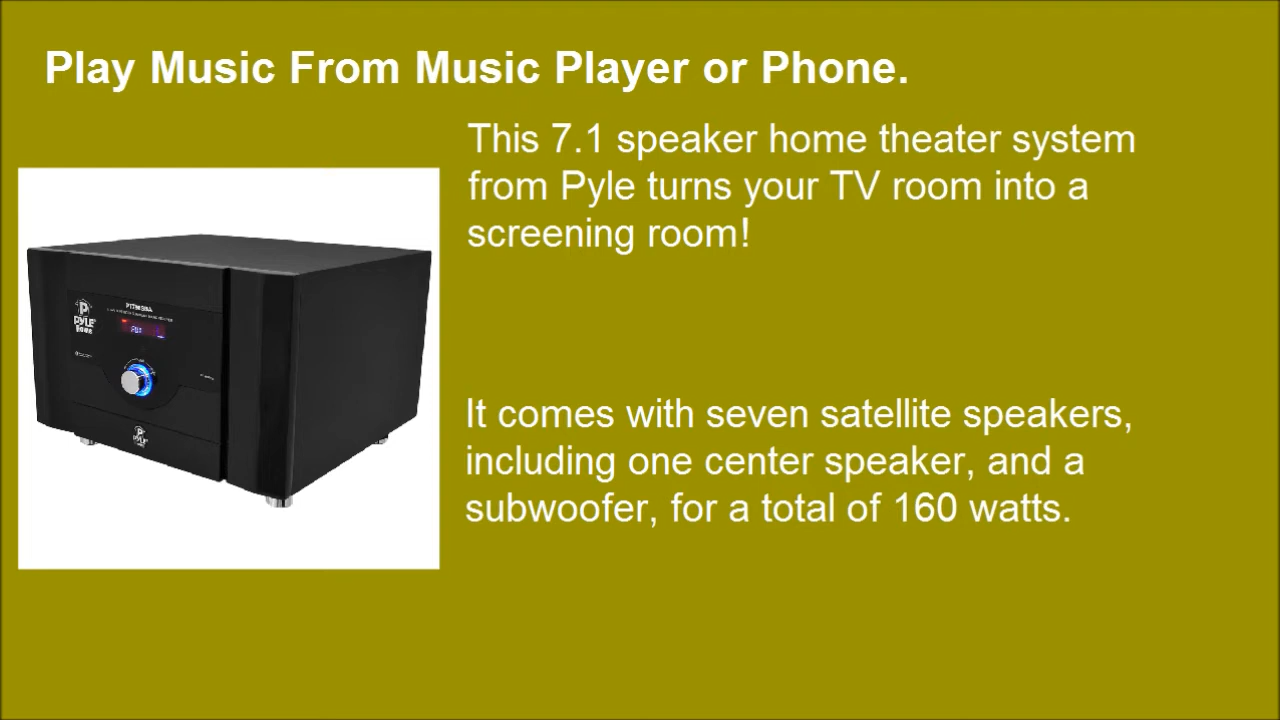 Play Music From Music Player or Phone.
This 7.1 speaker home theater system
from Pyle turns your TV room into a
screening room!
PYLE
HOME
PYLE
It comes with seven satellite speakers,
including one center speaker, and a
subwoofer, for a total of 160 watts.